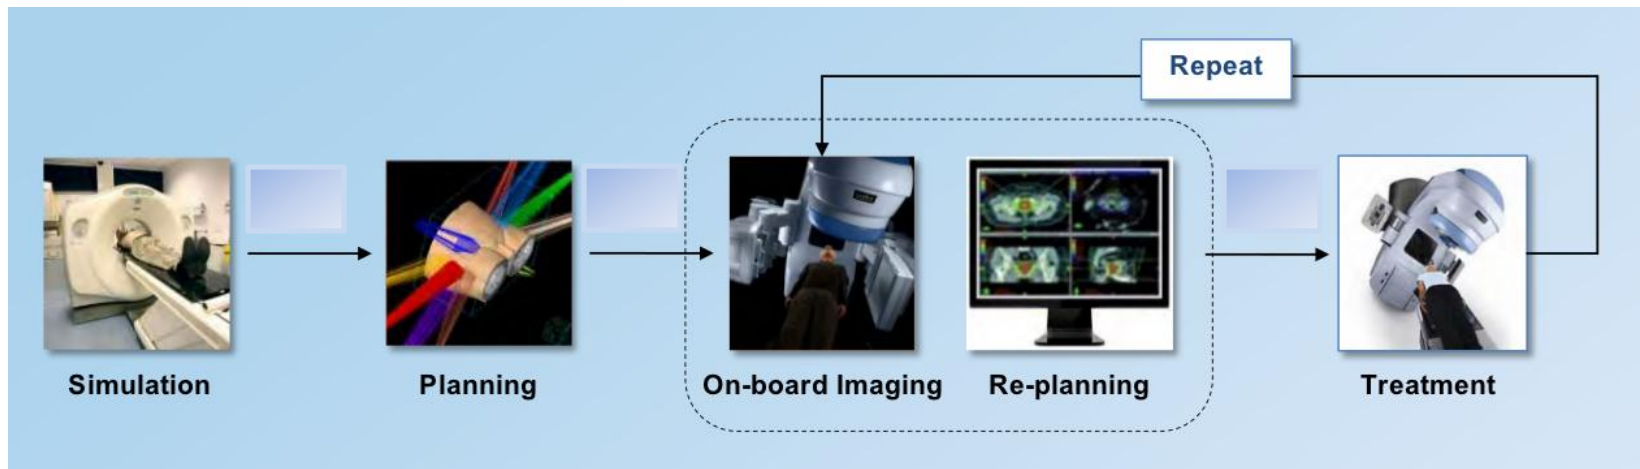 Repeat
Simulation
Planning
On-board Imaging
Re-planning
Treatment